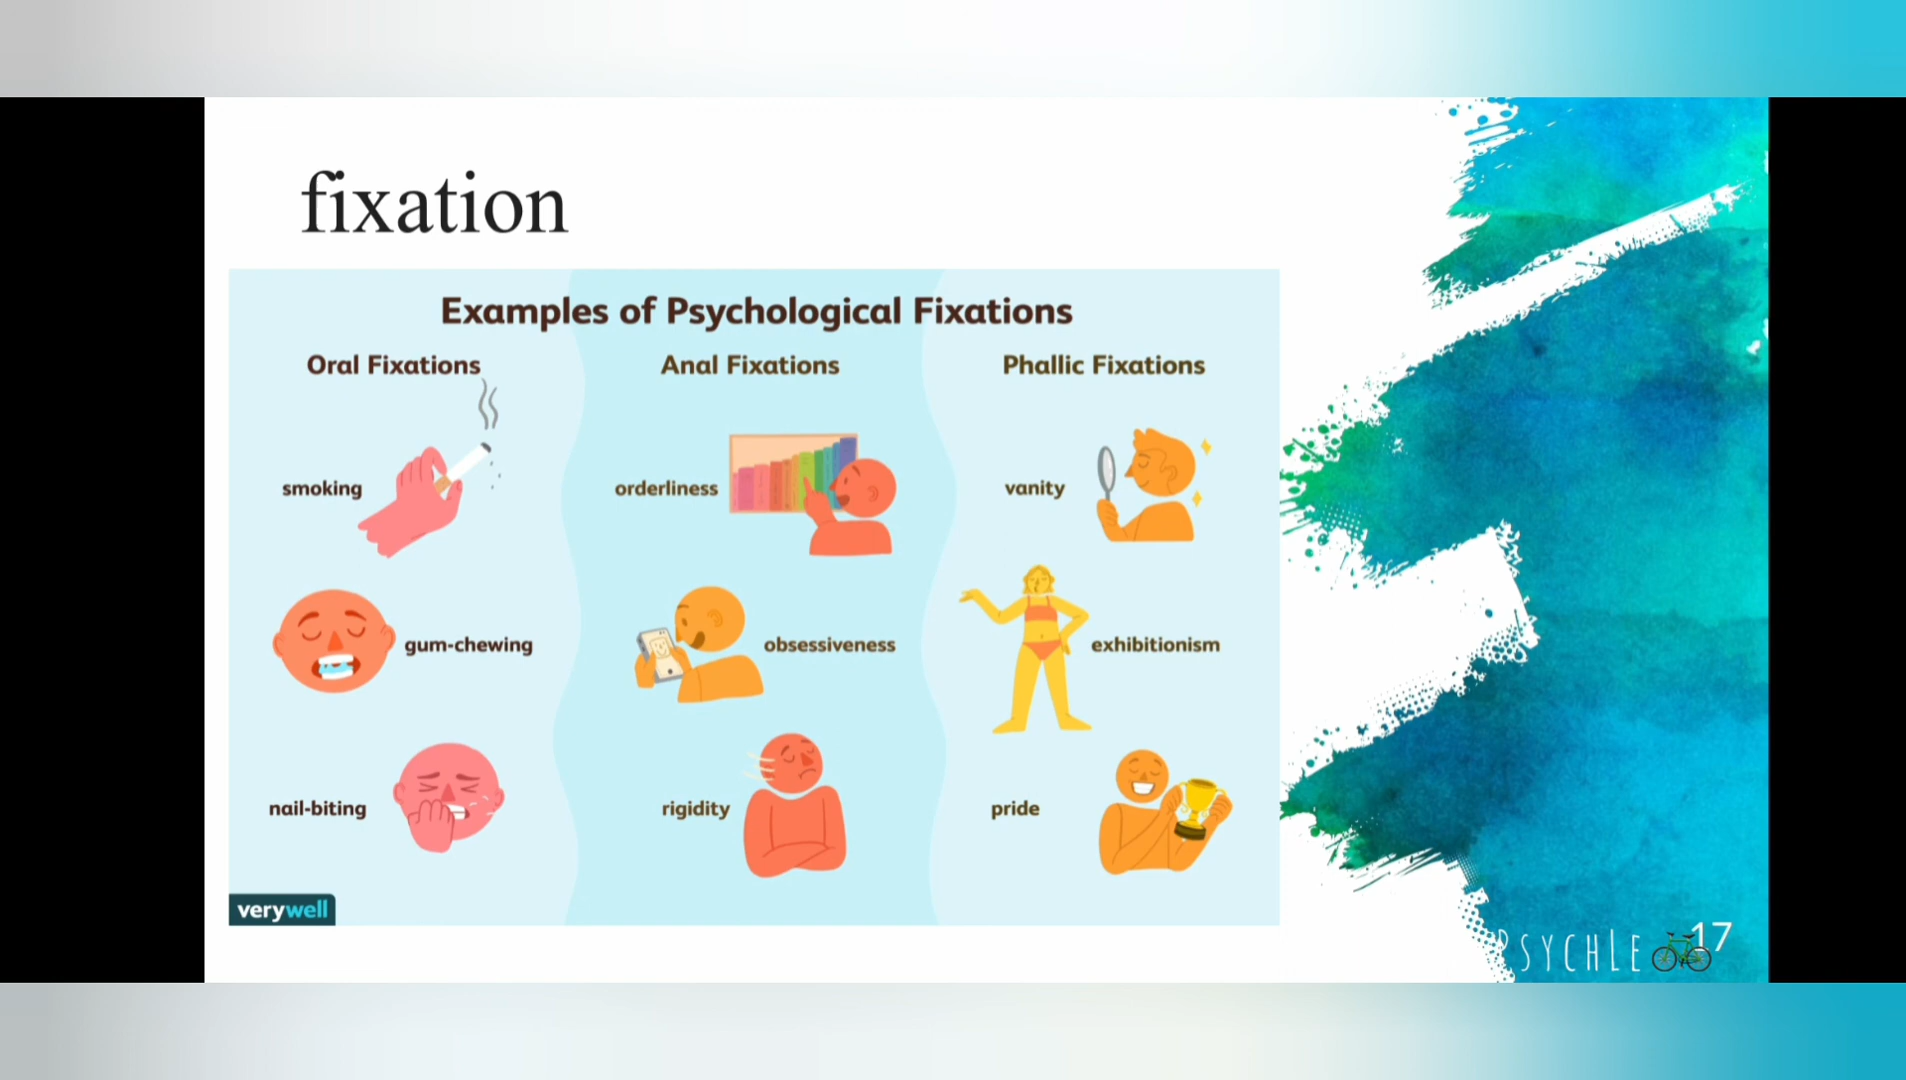 fixation
Examples of Psychological Fixations
Oral Fixations
Anal Fixations
Phallic Fixations
smoking
orderliness
vanity
gum-chewing
obsessiveness
exhibitionism
nail-biting
rigidity
pride
verywell
PSYCHLE
17